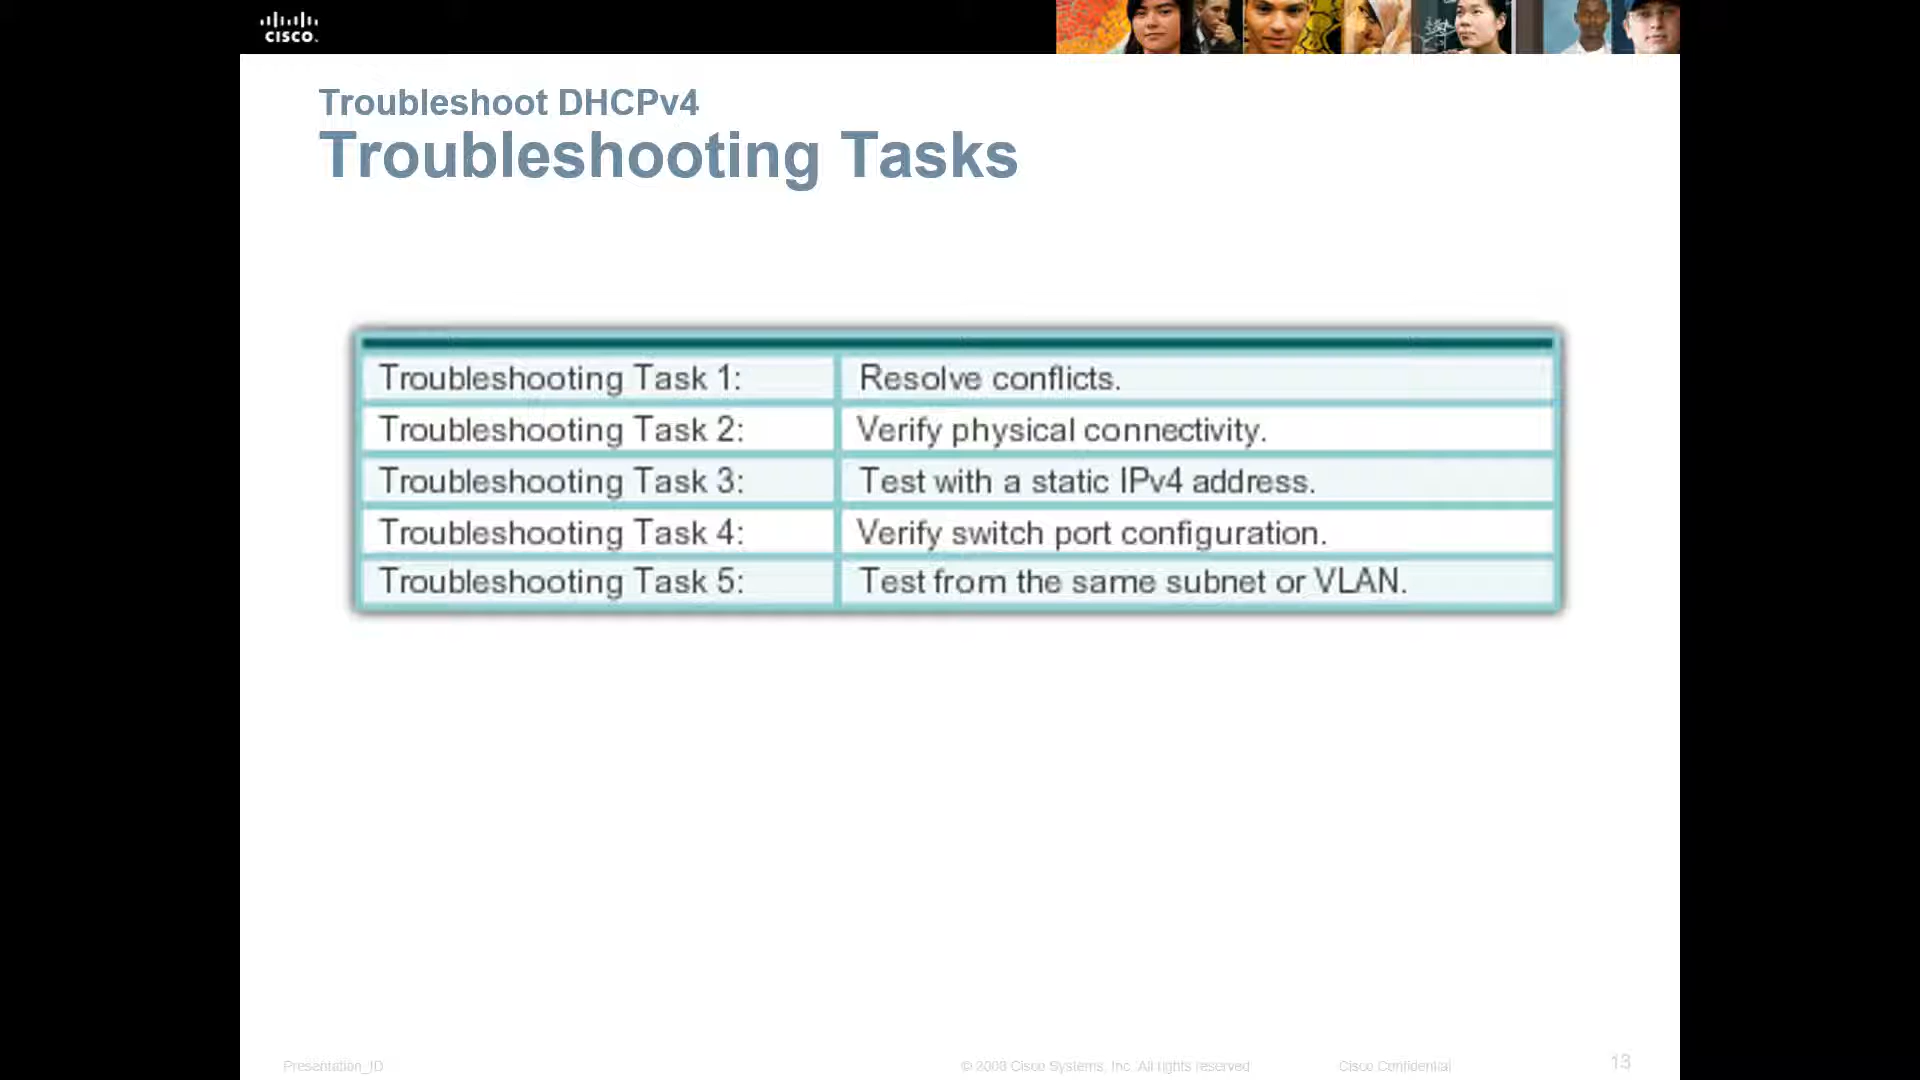 CISCO.
Troubleshoot DHCPv4
Troubleshooting Tasks
Troubleshooting Task 1: Resolve conflicts.
Troubleshooting Task 2: Verify physical connectivity.
Troubleshooting Task 3: Test with a static IPv4 address.
Troubleshooting Task 4: Verify switch port configuration.
Troubleshooting Task 5: Test from the same subnet or VLAN.
Presentation_ID © 2008 Cisco Systems, Inc. All rights reserved Cisco Confidential 13